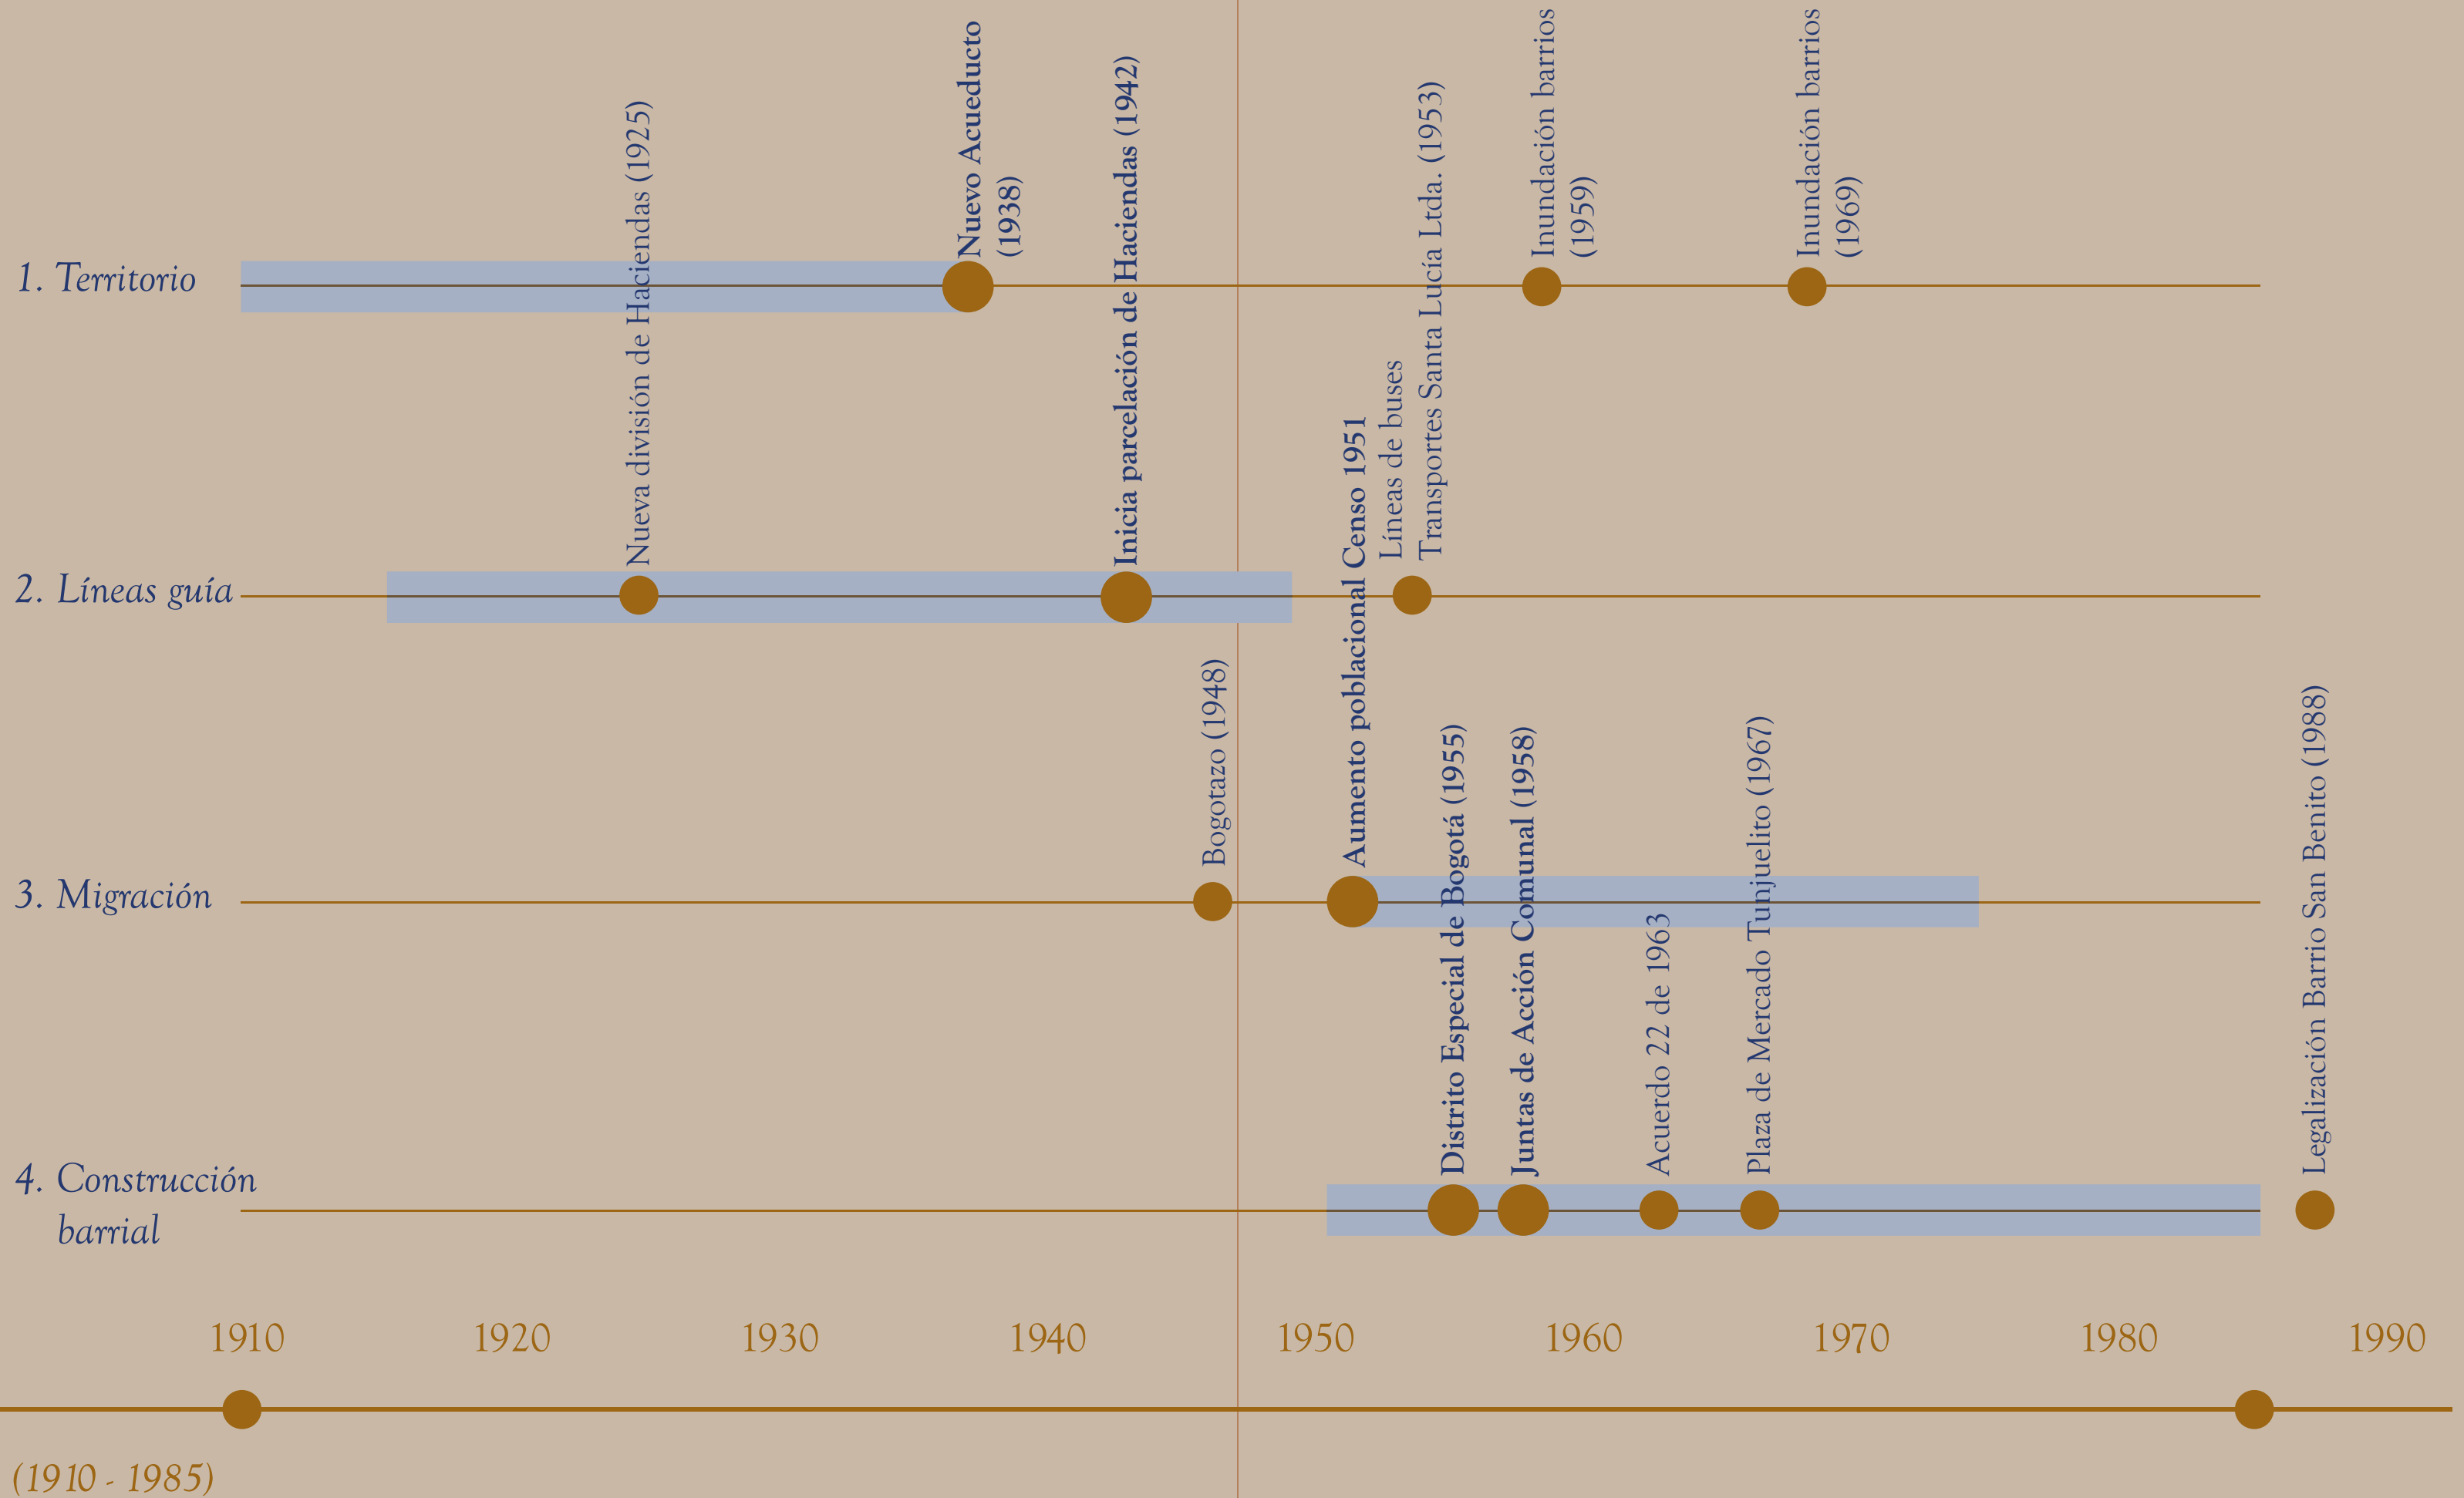 1. Territorio
Nuevo Acueducto
(1938)
Inundación barrios
(1959)
Inundación barrios
(1969)
2. Líneas guía
Nueva división de Haciendas (1925)
Inicia parcelación de Haciendas (1942)
Líneas de buses
Transportes Santa Lucía Ltda. (1953)
3. Migración
Bogotazo (1948)
Aumento poblacional Censo 1951
4. Construcción
barrial
Distrito Especial de Bogotá (1955)
Juntas de Acción Comunal (1958)
Acuerdo 22 de 1963
Plaza de Mercado Tunjuelito (1967)
Legalización Barrio San Benito (1988)
1910 1920 1930 1940 1950 1960 1970 1980 1990
(1910 - 1985)